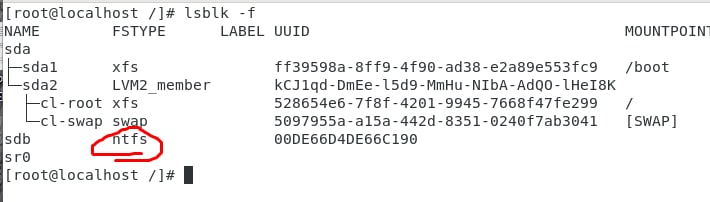 [root@localhost /]# lsblk -f
NAME FSTYPE LABEL UUID MOUNTPOINT
sda
├─sda1 xfs ff39598a-8ff9-4f90-ad38-e2a89e553fc9 /boot
└─sda2 LVM2_member kCJ1qd-DmEe-l5d9-MmHu-NIbA-AdQO-lHeI8K
├─cl-root xfs 528654e6-7f8f-4201-9945-7668f47fe299 /
└─cl-swap swap 5097955a-a15a-442d-8351-0240f7ab3041 [SWAP]
sdb ntfs 00DE66D4DE66C190
sr0
[root@localhost /]#